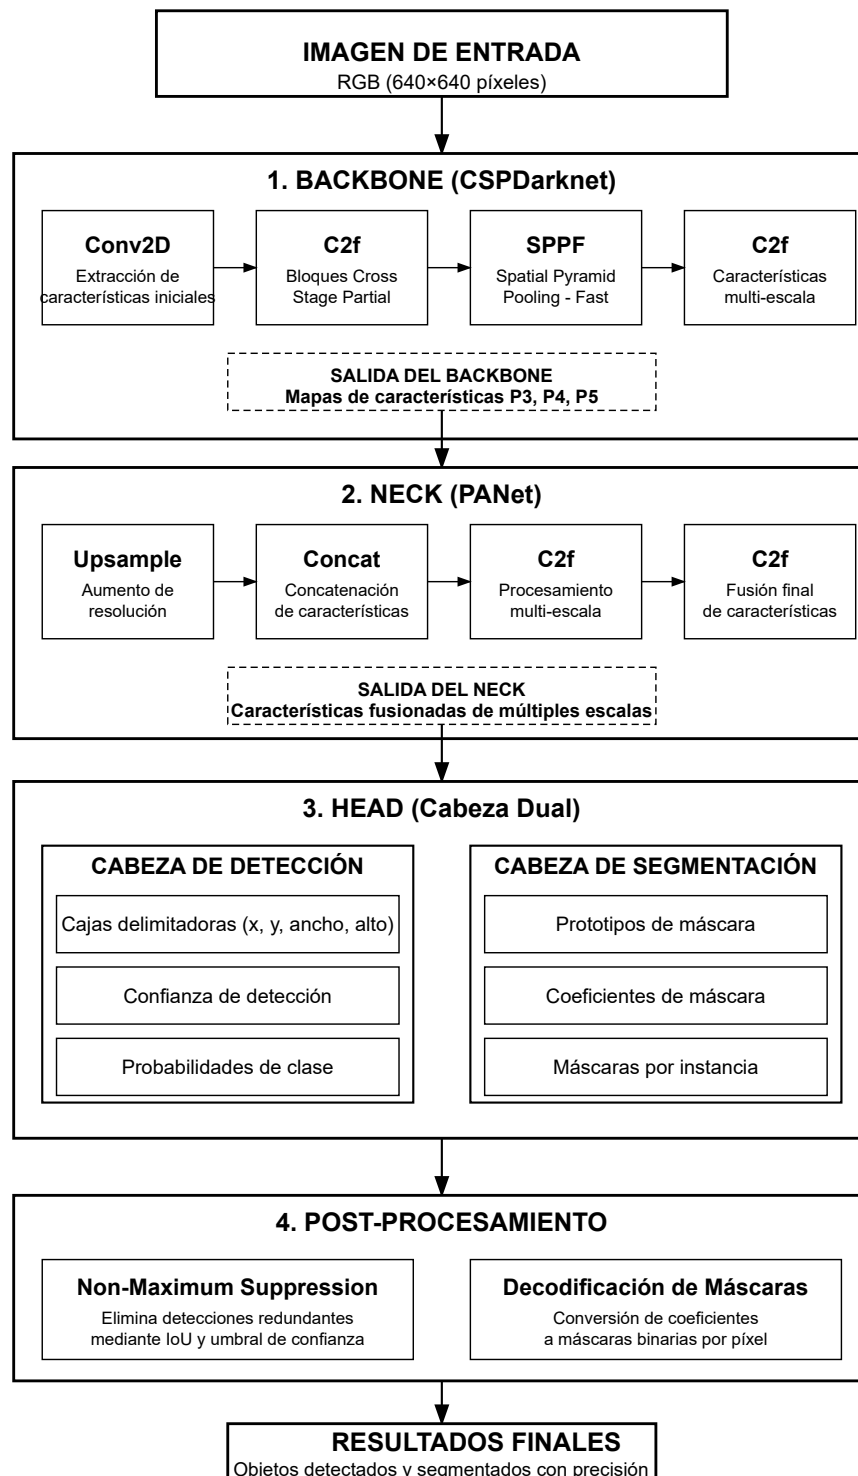 IMAGEN DE ENTRADA
RGB (640×640 píxeles)
1. BACKBONE (CSPDarknet)
Conv2D
Extracción de
características iniciales
C2f
Bloques Cross
Stage Partial
SPPF
Spatial Pyramid
Pooling - Fast
C2f
Características
multi-escala
SALIDA DEL BACKBONE
Mapas de características P3, P4, P5
2. NECK (PANet)
Upsample
Aumento de
resolución
Concat
Concatenación
de características
C2f
Procesamiento
multi-escala
C2f
Fusión final
de características
SALIDA DEL NECK
Características fusionadas de múltiples escalas
3. HEAD (Cabeza Dual)
CABEZA DE DETECCIÓN
Cajas delimitadoras (x, y, ancho, alto)
Confianza de detección
Probabilidades de clase
CABEZA DE SEGMENTACIÓN
Prototipos de máscara
Coeficientes de máscara
Máscaras por instancia
4. POST-PROCESAMIENTO
Non-Maximum Suppression
Elimina detecciones redundantes
mediante IoU y umbral de confianza
Decodificación de Máscaras
Conversión de coeficientes
a máscaras binarias por píxel
RESULTADOS FINALES
Objetos detectados y segmentados con precisión